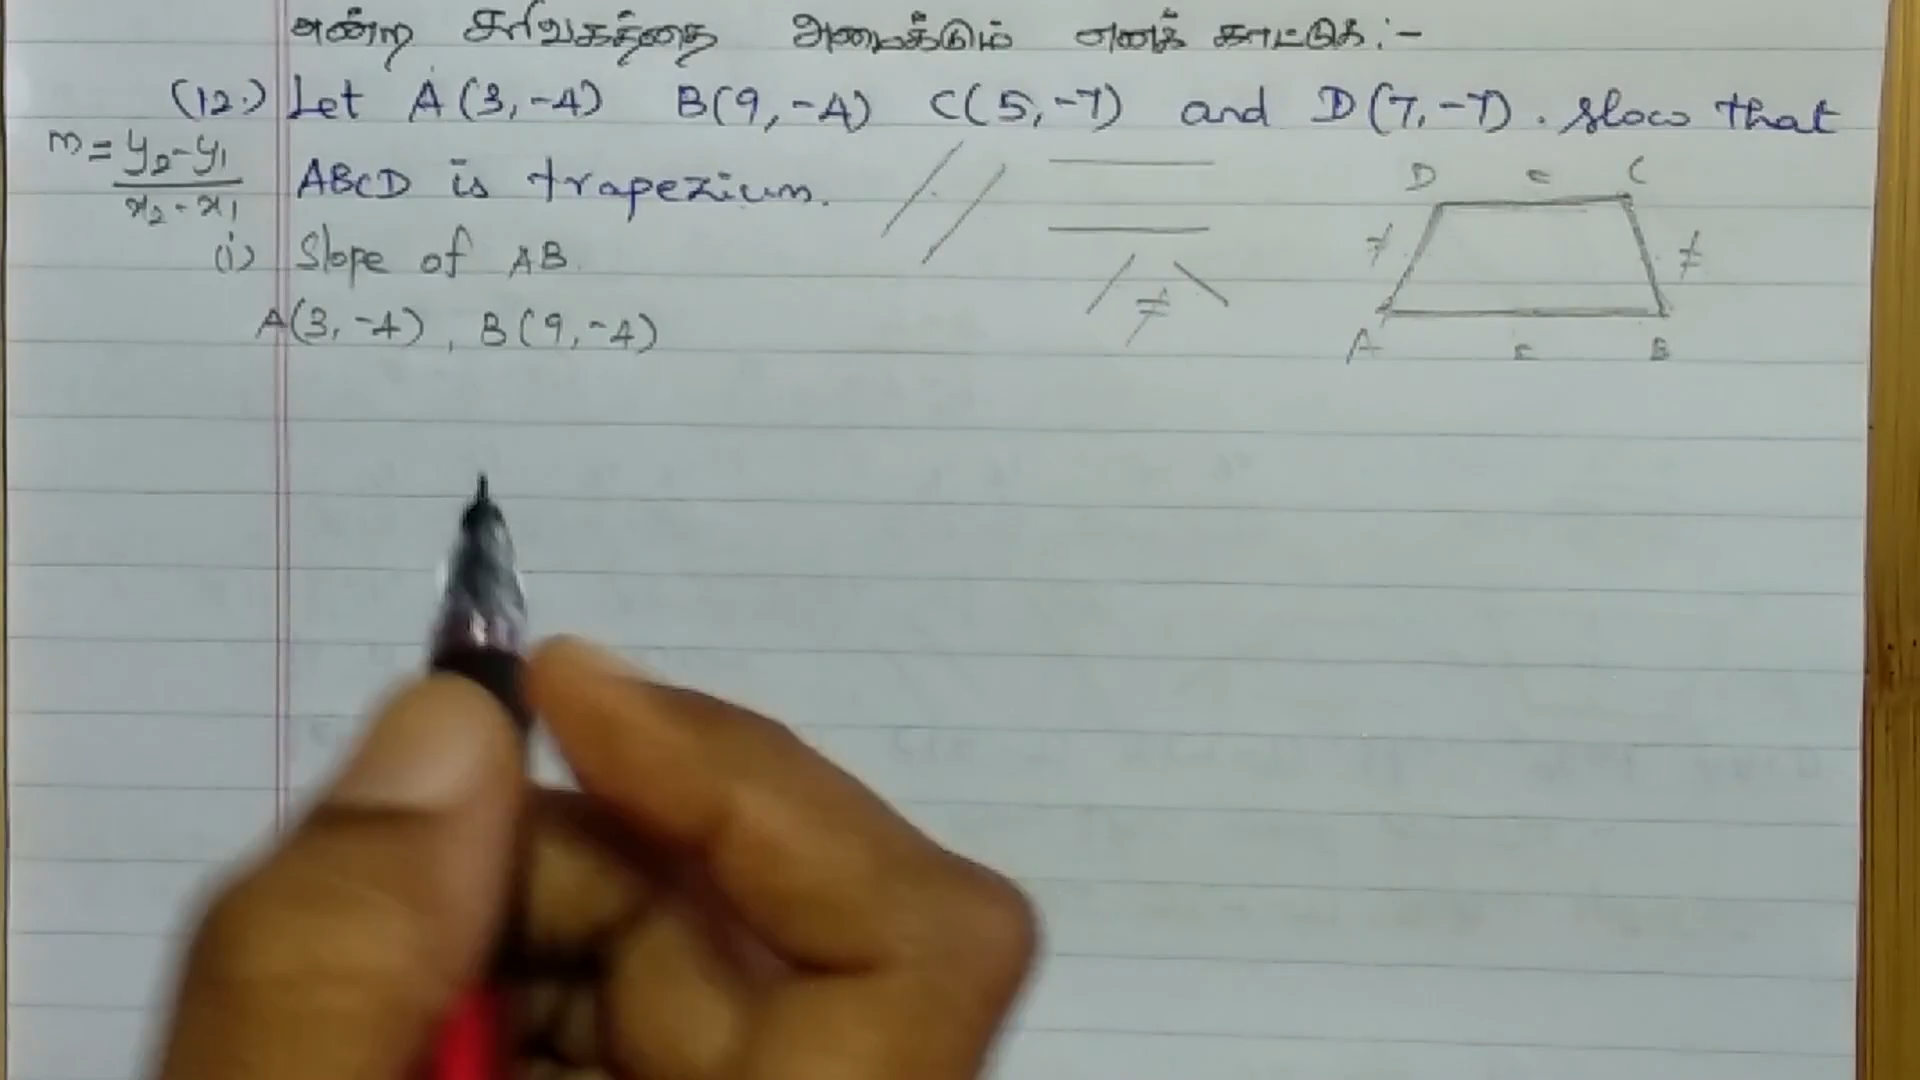 என்ற சரிவகத்தை அமைக்கும் எனக் காட்டுக :-
(12.) Let A (3, -4) B(9, -4) C(5, -7) and D(7, -7) . Show that
ABCD is trapezium.
m = y₂-y₁
x₂-x₁
D = C
≠ ≠
≠
A = B
(i) Slope of AB
A(3, -4) , B(9, -4)